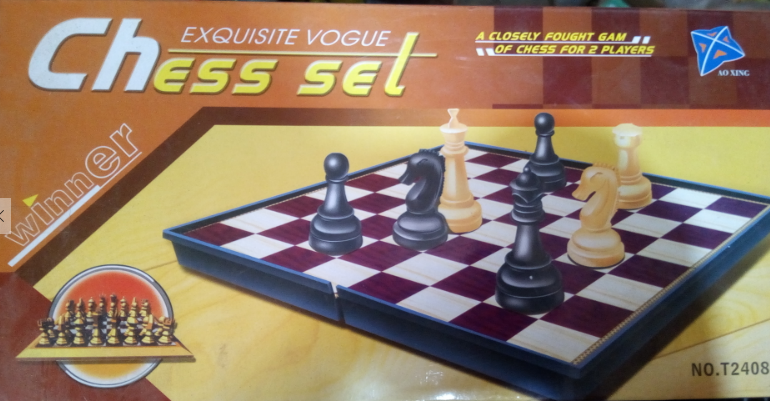 EXQUISITE VOGUE
Chess set
A CLOSELY FOUGHT GAM
OF CHESS FOR 2 PLAYERS
AO XING
winner
NO.T2408